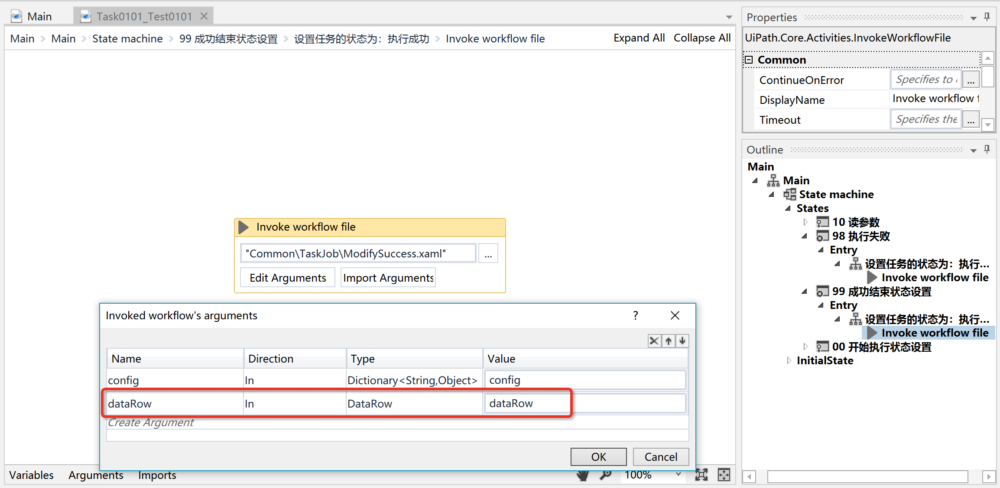 Main
Task0101_Test0101
Main
Main
State machine
99 成功结束状态设置
设置任务的状态为：执行成功
Invoke workflow file
Expand All
Collapse All
Invoke workflow file
"Common\TaskJob\ModifySuccess.xaml"
...
Edit Arguments
Import Arguments
Invoked workflow's arguments
?
Name
Direction
Type
Value
config
In
Dictionary<String,Object>
config
dataRow
In
DataRow
dataRow
Create Argument
OK
Cancel
Variables
Arguments
Imports
100%
Properties
UiPath.Core.Activities.InvokeWorkflowFile
Common
ContinueOnError
Specifies to
...
DisplayName
Invoke workflow
Timeout
Specifies the
...
Outline
Main
Main
State machine
States
10 读参数
98 执行失败
Entry
设置任务的状态为：执行...
Invoke workflow file
99 成功结束状态设置
Entry
设置任务的状态为：执行...
Invoke workflow file
00 开始执行状态设置
InitialState